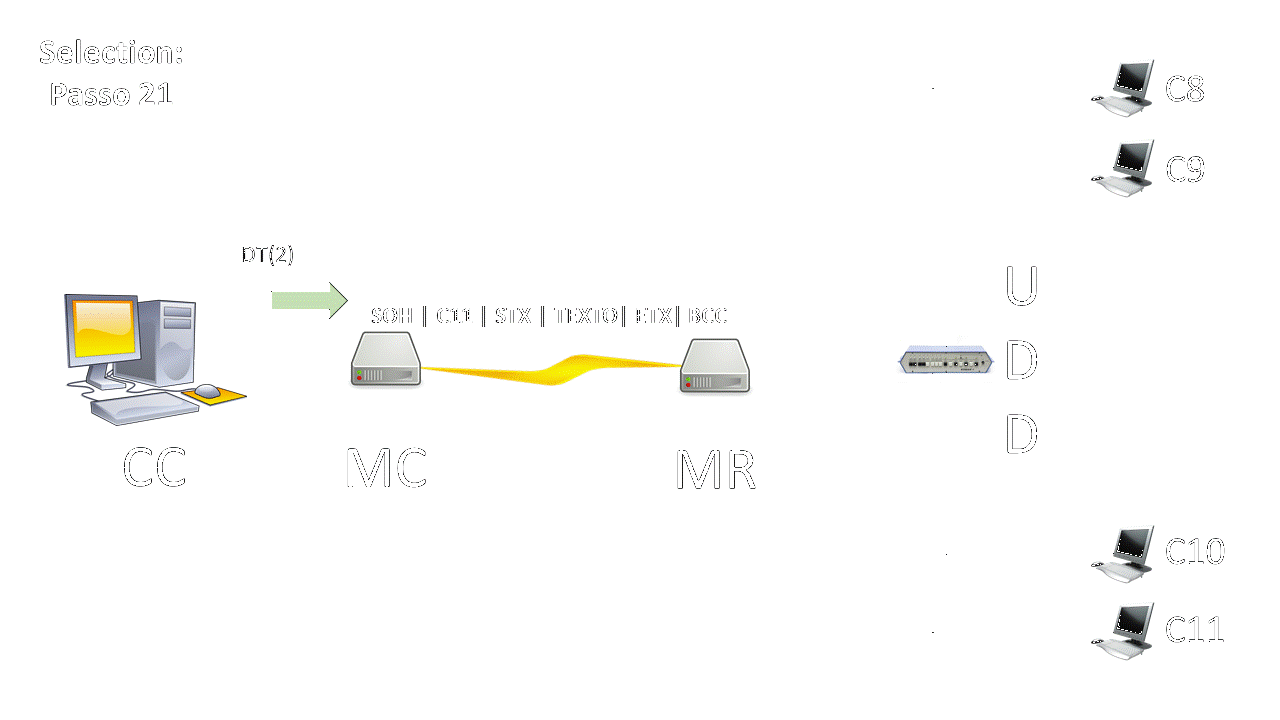 Selection:
Passo 21
C8
C9
DT(2)
SOH | C11 | STX | TEXTO| ETX| BCC
U
D
D
CC
MC
MR
C10
C11